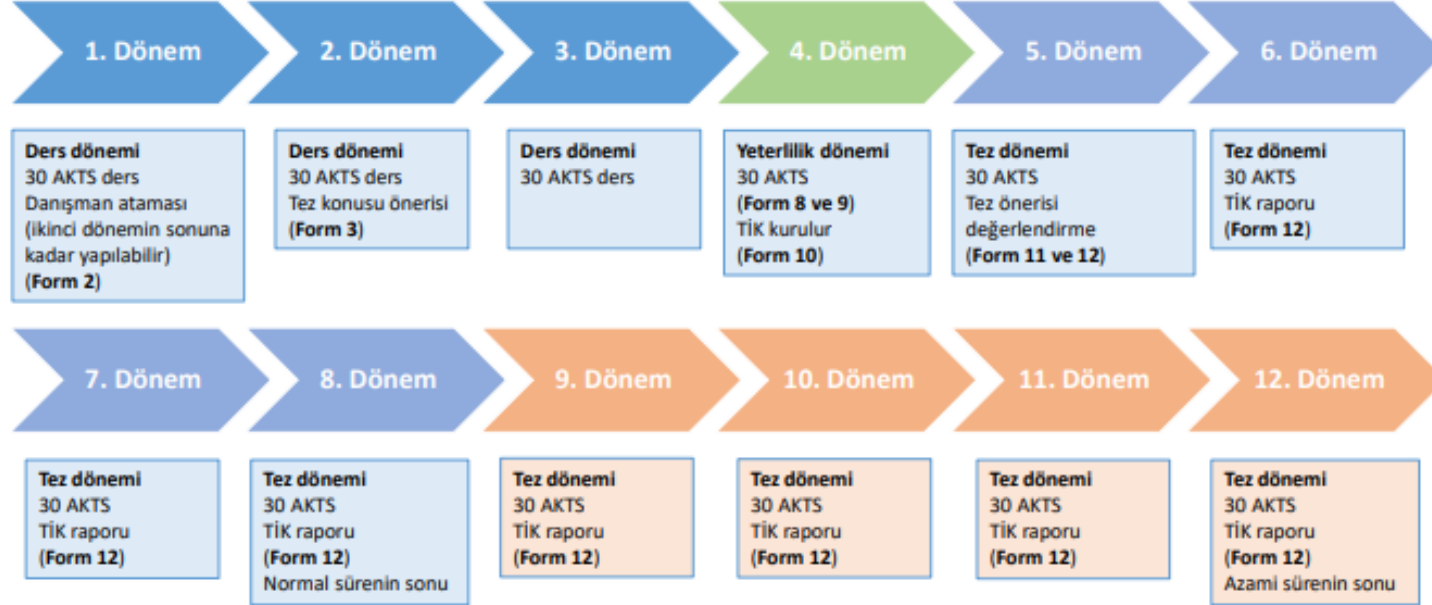 1. Dönem
2. Dönem
3. Dönem
4. Dönem
5. Dönem
6. Dönem
Ders dönemi
30 AKTS ders
Danışman ataması
(ikinci dönemin sonuna
kadar yapılabilir)
(Form 2)
Ders dönemi
30 AKTS ders
Tez konusu önerisi
(Form 3)
Ders dönemi
30 AKTS ders
Yeterlilik dönemi
30 AKTS
(Form 8 ve 9)
TİK kurulur
(Form 10)
Tez dönemi
30 AKTS
Tez önerisi
değerlendirme
(Form 11 ve 12)
Tez dönemi
30 AKTS
TİK raporu
(Form 12)
7. Dönem
8. Dönem
9. Dönem
10. Dönem
11. Dönem
12. Dönem
Tez dönemi
30 AKTS
TİK raporu
(Form 12)
Tez dönemi
30 AKTS
TİK raporu
(Form 12)
Normal sürenin sonu
Tez dönemi
30 AKTS
TİK raporu
(Form 12)
Tez dönemi
30 AKTS
TİK raporu
(Form 12)
Tez dönemi
30 AKTS
TİK raporu
(Form 12)
Tez dönemi
30 AKTS
TİK raporu
(Form 12)
Azami sürenin sonu